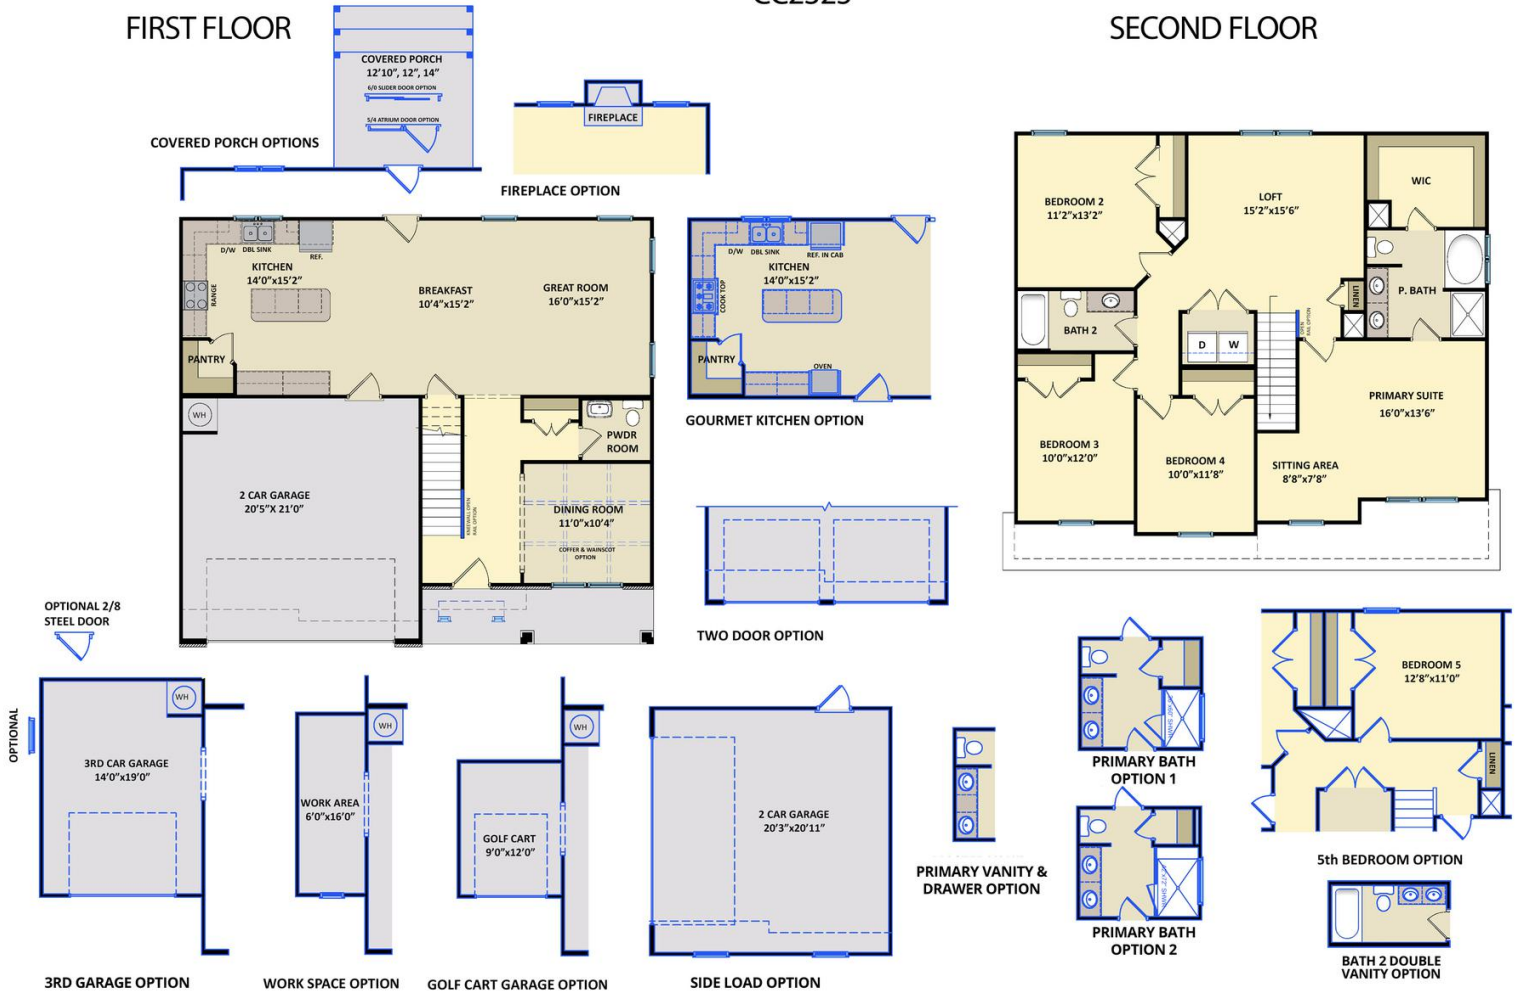 FIRST FLOOR
SECOND FLOOR
COVERED PORCH
12'10", 12", 14"
6/0 SLIDER DOOR OPTION
5/4 ATRIUM DOOR OPTION
COVERED PORCH OPTIONS
FIREPLACE
FIREPLACE OPTION
D/W
DBL SINK
REF.
KITCHEN
14'0"x15'2"
RANGE
PANTRY
BREAKFAST
10'4"x15'2"
GREAT ROOM
16'0"x15'2"
WH
PWDR
ROOM
2 CAR GARAGE
20'5"X 21'0"
KNEEWALL OPEN
RAIL OPTION
DINING ROOM
11'0"x10'4"
COFFER & WAINSCOT
OPTION
D/W
DBL SINK
REF. IN CAB
KITCHEN
14'0"x15'2"
COOK TOP
PANTRY
OVEN
GOURMET KITCHEN OPTION
TWO DOOR OPTION
BEDROOM 2
11'2"x13'2"
LOFT
15'2"x15'6"
WIC
P. BATH
LINEN
OPEN
RAIL OPTION
BATH 2
D
W
PRIMARY SUITE
16'0"x13'6"
BEDROOM 3
10'0"x12'0"
BEDROOM 4
10'0"x11'8"
SITTING AREA
8'8"x7'8"
OPTIONAL 2/8
STEEL DOOR
OPTIONAL
WH
3RD CAR GARAGE
14'0"x19'0"
3RD GARAGE OPTION
WH
WORK AREA
6'0"x16'0"
WORK SPACE OPTION
WH
GOLF CART
9'0"x12'0"
GOLF CART GARAGE OPTION
2 CAR GARAGE
20'3"x20'11"
SIDE LOAD OPTION
PRIMARY VANITY &
DRAWER OPTION
PRIMARY BATH
OPTION 1
PRIMARY BATH
OPTION 2
BEDROOM 5
12'8"x11'0"
LINEN
5th BEDROOM OPTION
BATH 2 DOUBLE
VANITY OPTION